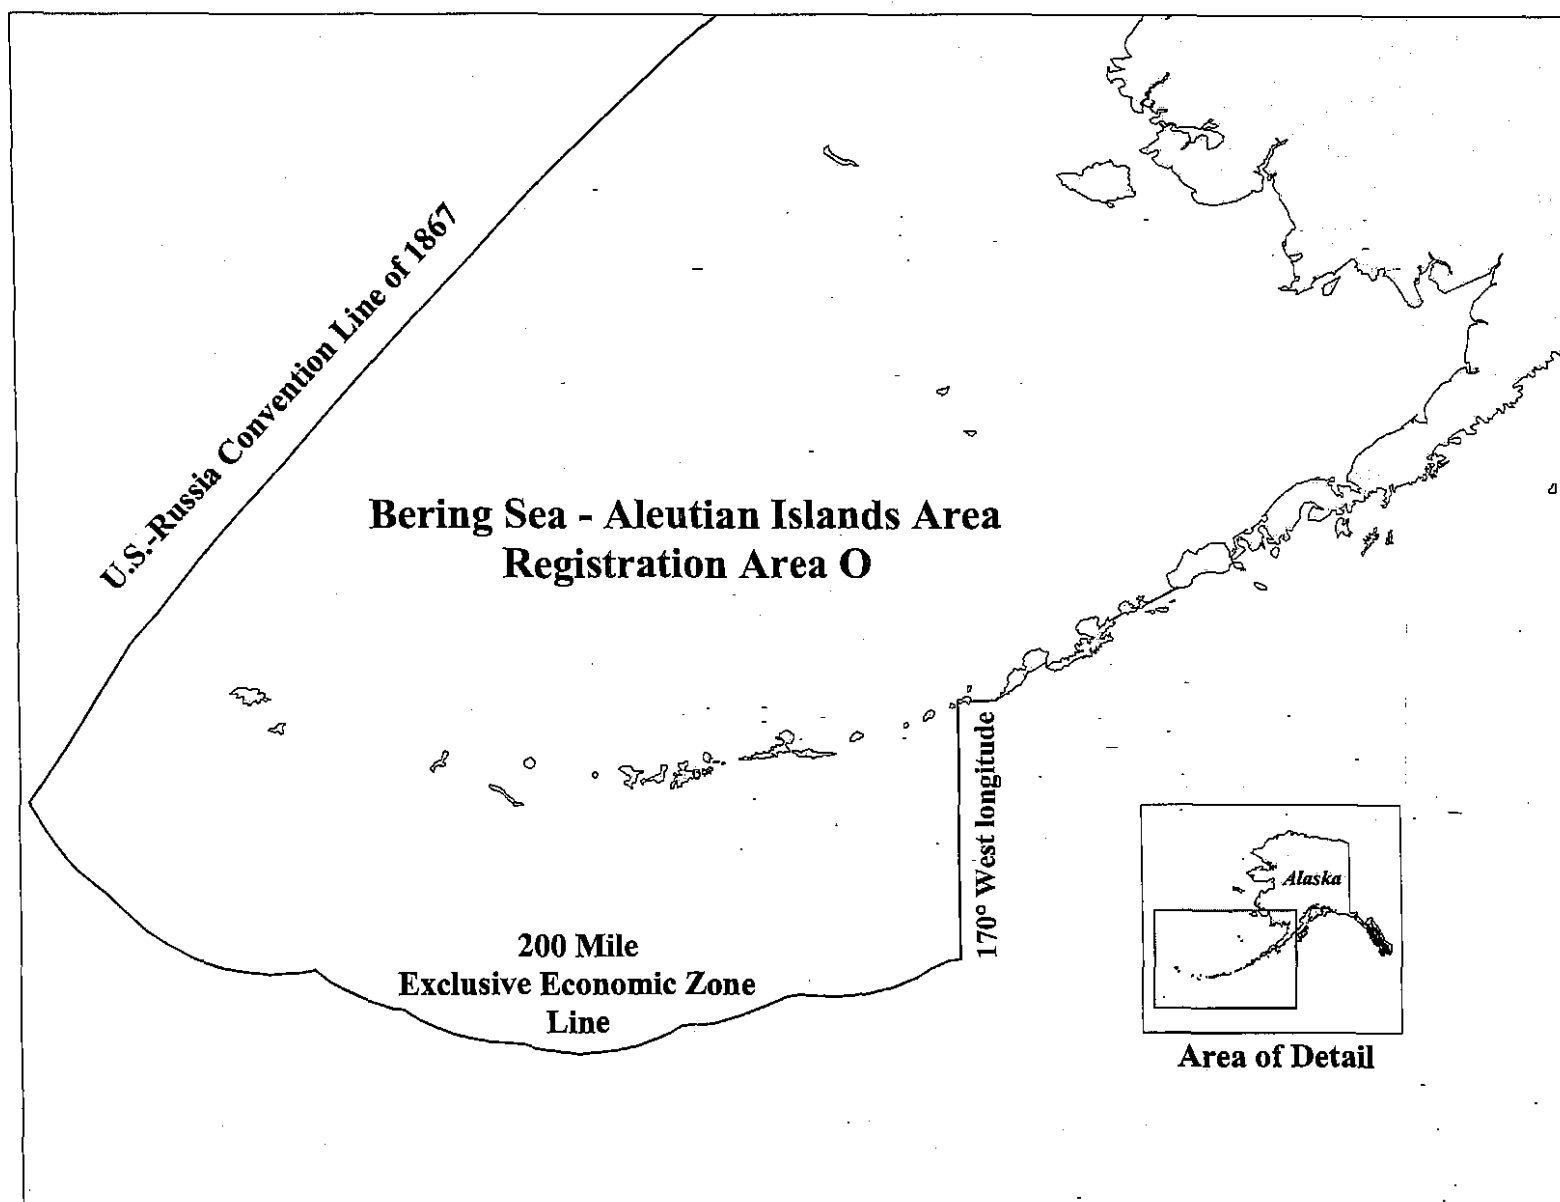 U.S.-Russia Convention Line of 1867
Bering Sea - Aleutian Islands Area
Registration Area O
170° West longitude
200 Mile
Exclusive Economic Zone
Line
Alaska
Area of Detail